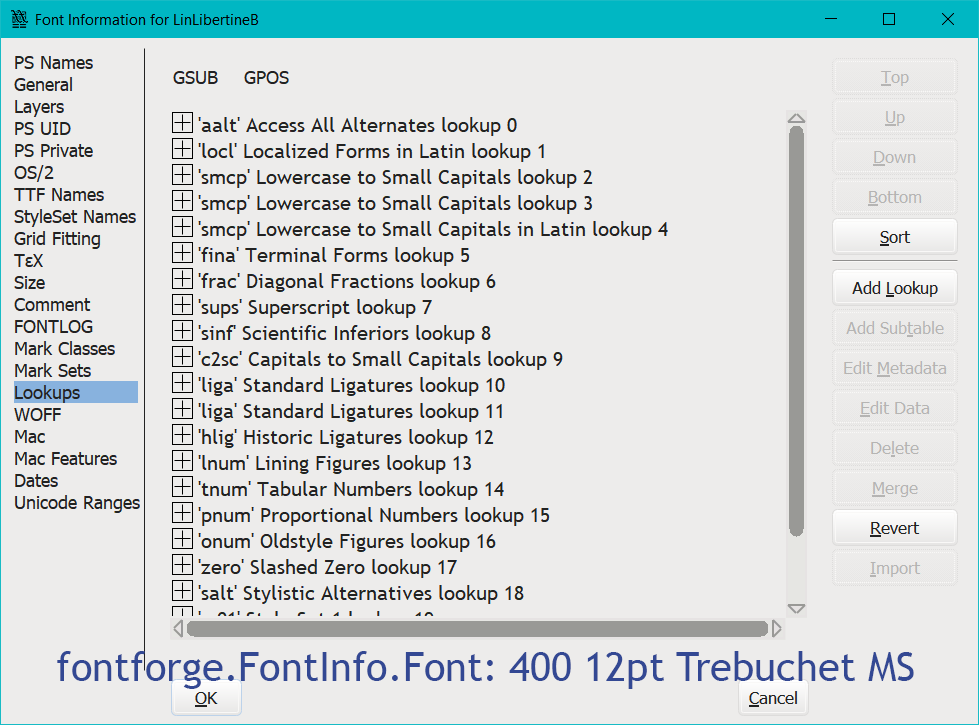 Font Information for LinLibertineB
PS Names
General
Layers
PS UID
PS Private
OS/2
TTF Names
StyleSet Names
Grid Fitting
ΤεΧ
Size
Comment
FONTLOG
Mark Classes
Mark Sets
Lookups
WOFF
Mac
Mac Features
Dates
Unicode Ranges
GSUB GPOS
'aalt' Access All Alternates lookup 0
'locl' Localized Forms in Latin lookup 1
'smcp' Lowercase to Small Capitals lookup 2
'smcp' Lowercase to Small Capitals lookup 3
'smcp' Lowercase to Small Capitals in Latin lookup 4
'fina' Terminal Forms lookup 5
'frac' Diagonal Fractions lookup 6
'sups' Superscript lookup 7
'sinf' Scientific Inferiors lookup 8
'c2sc' Capitals to Small Capitals lookup 9
'liga' Standard Ligatures lookup 10
'liga' Standard Ligatures lookup 11
'hlig' Historic Ligatures lookup 12
'lnum' Lining Figures lookup 13
'tnum' Tabular Numbers lookup 14
'pnum' Proportional Numbers lookup 15
'onum' Oldstyle Figures lookup 16
'zero' Slashed Zero lookup 17
'salt' Stylistic Alternatives lookup 18
Top
Up
Down
Bottom
Sort
Add Lookup
Add Subtable
Edit Metadata
Edit Data
Delete
Merge
Revert
Import
fontforge.FontInfo.Font: 400 12pt Trebuchet MS
OK
Cancel